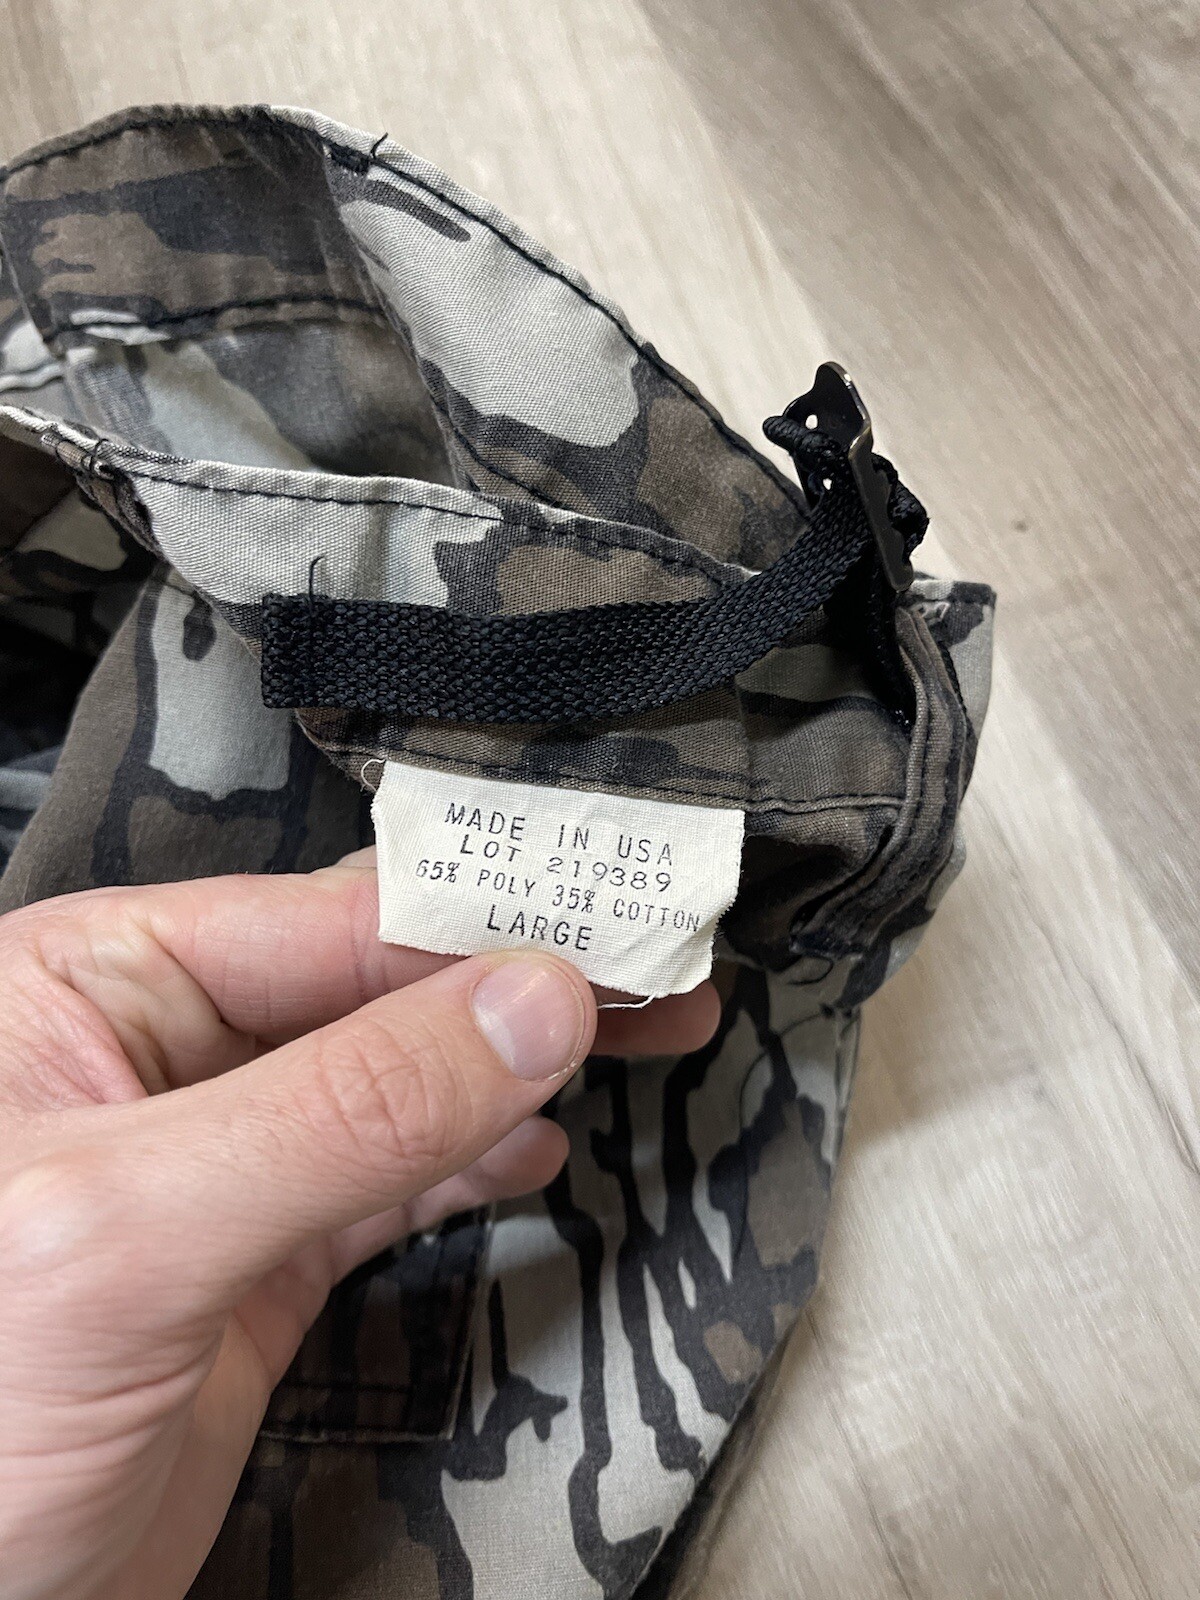 MADE IN USA
LOT 219389
65% POLY 35% COTTON
LARGE